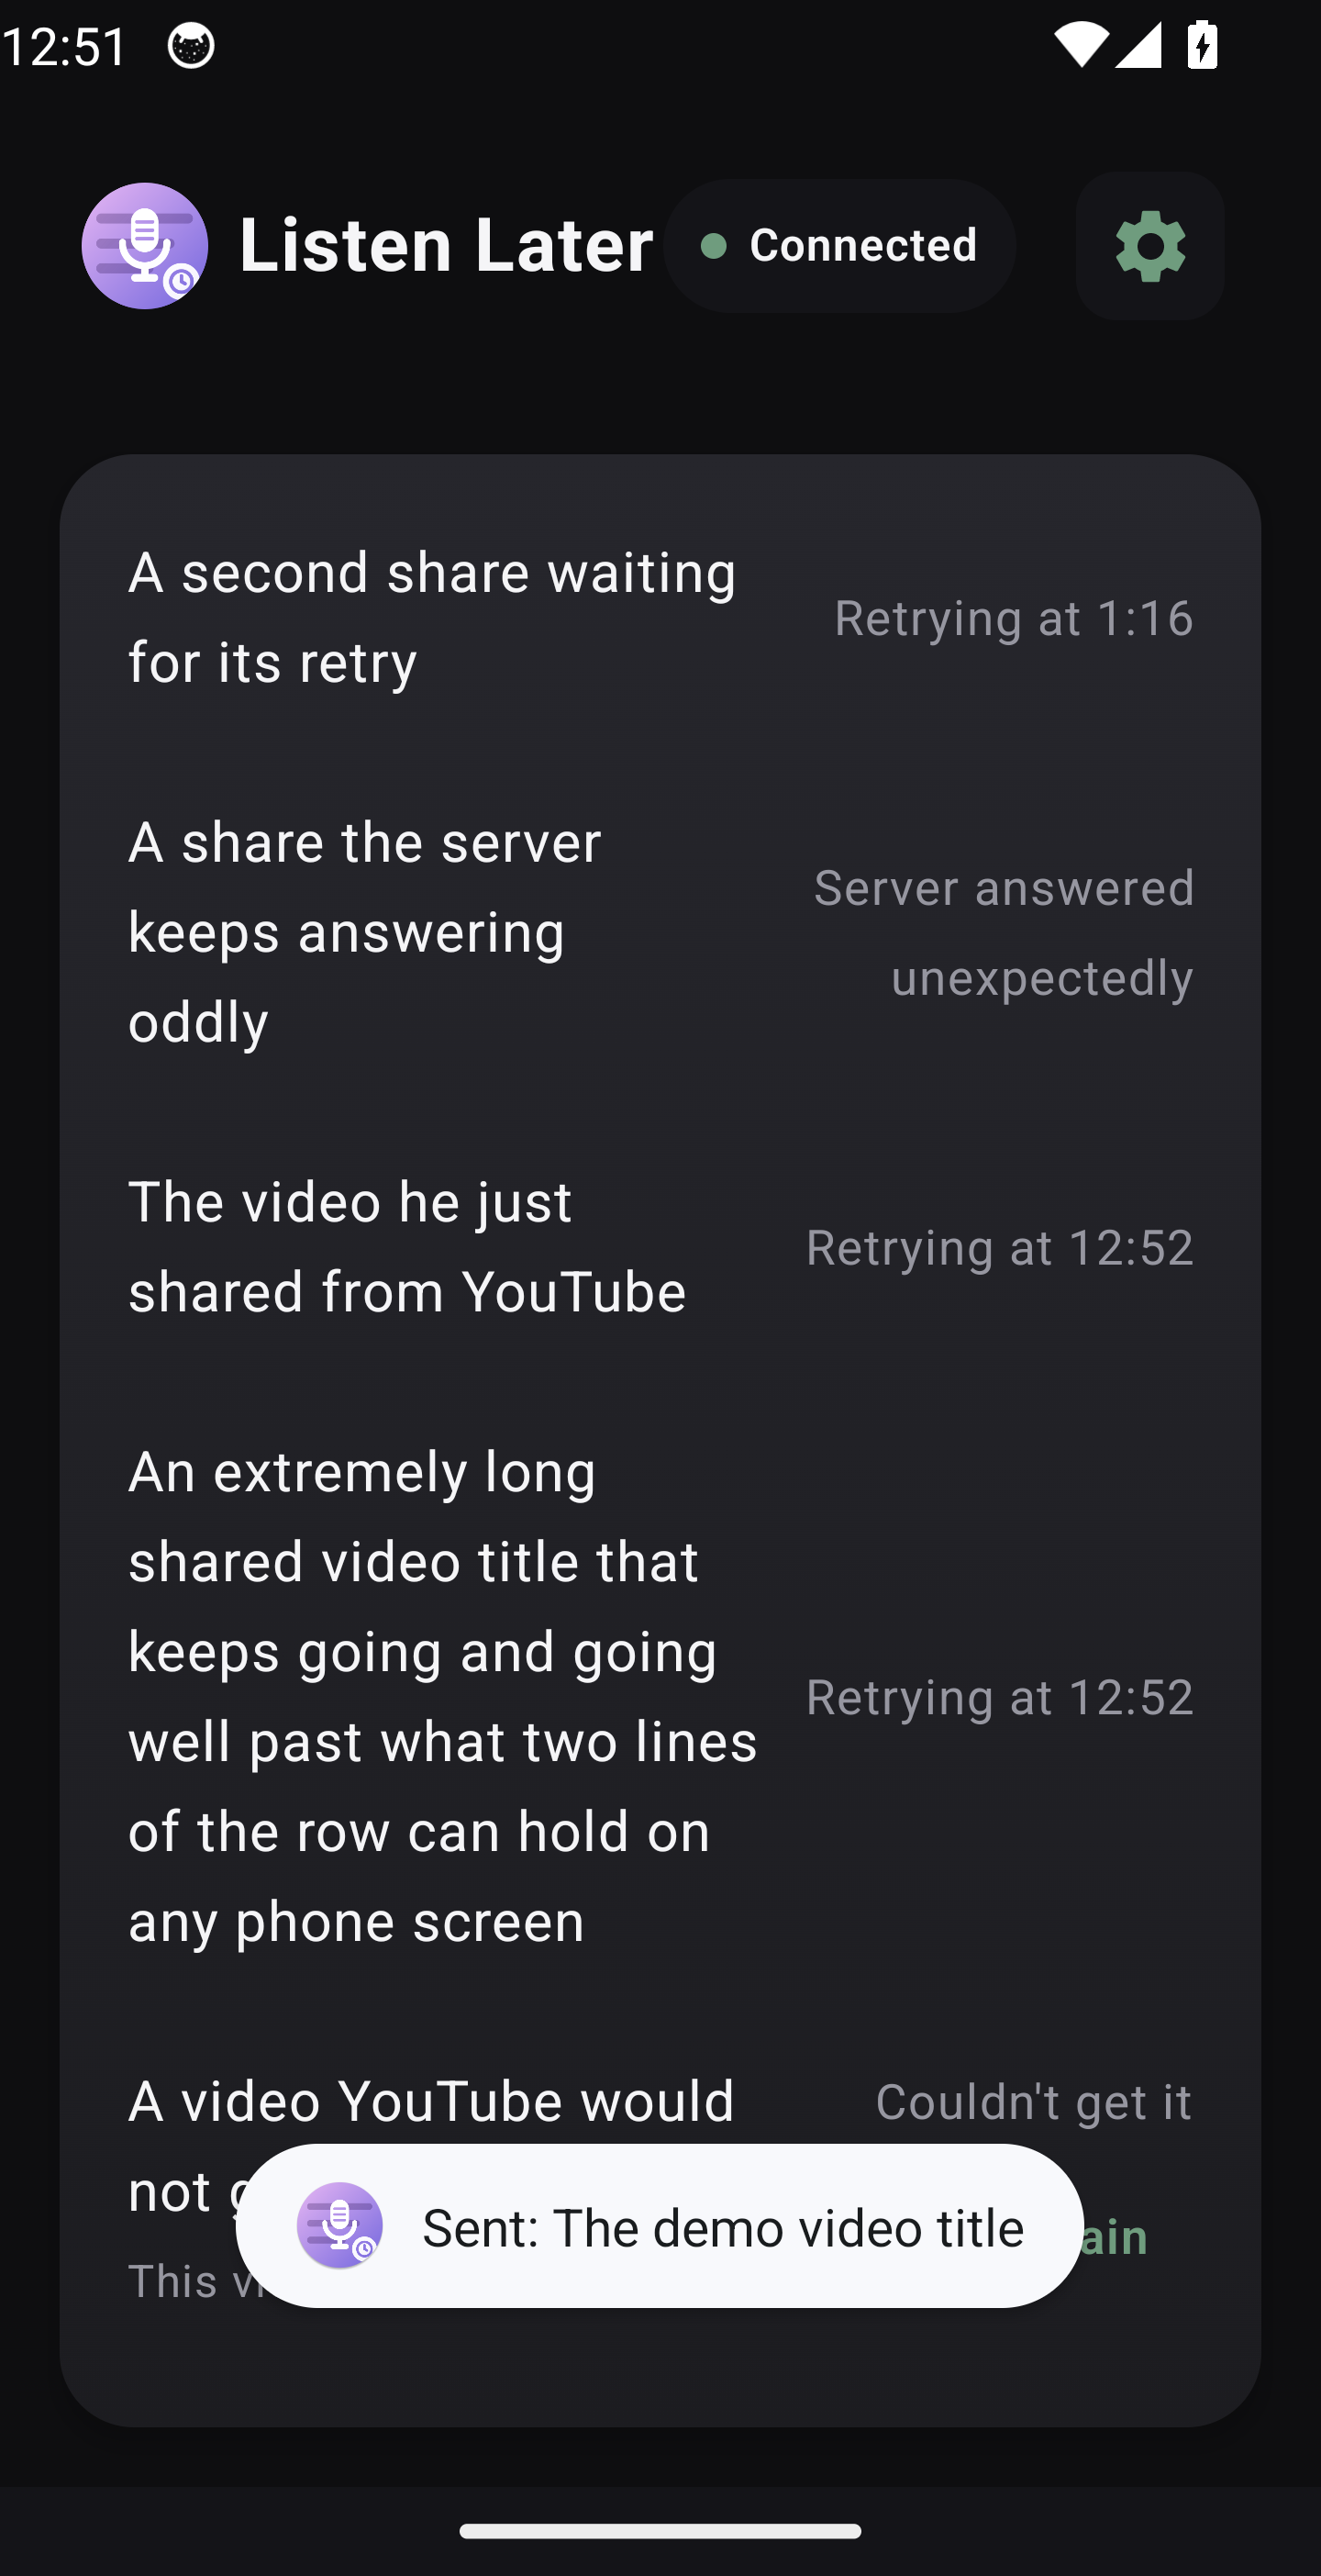 12:51
Listen Later
Connected
A second share waiting
for its retry
Retrying at 1:16
A share the server
keeps answering
oddly
Server answered
unexpectedly
The video he just
shared from YouTube
Retrying at 12:52
An extremely long
shared video title that
keeps going and going
well past what two lines
of the row can hold on
any phone screen
Retrying at 12:52
A video YouTube would
not
Couldn't get it
This
Sent: The demo video title